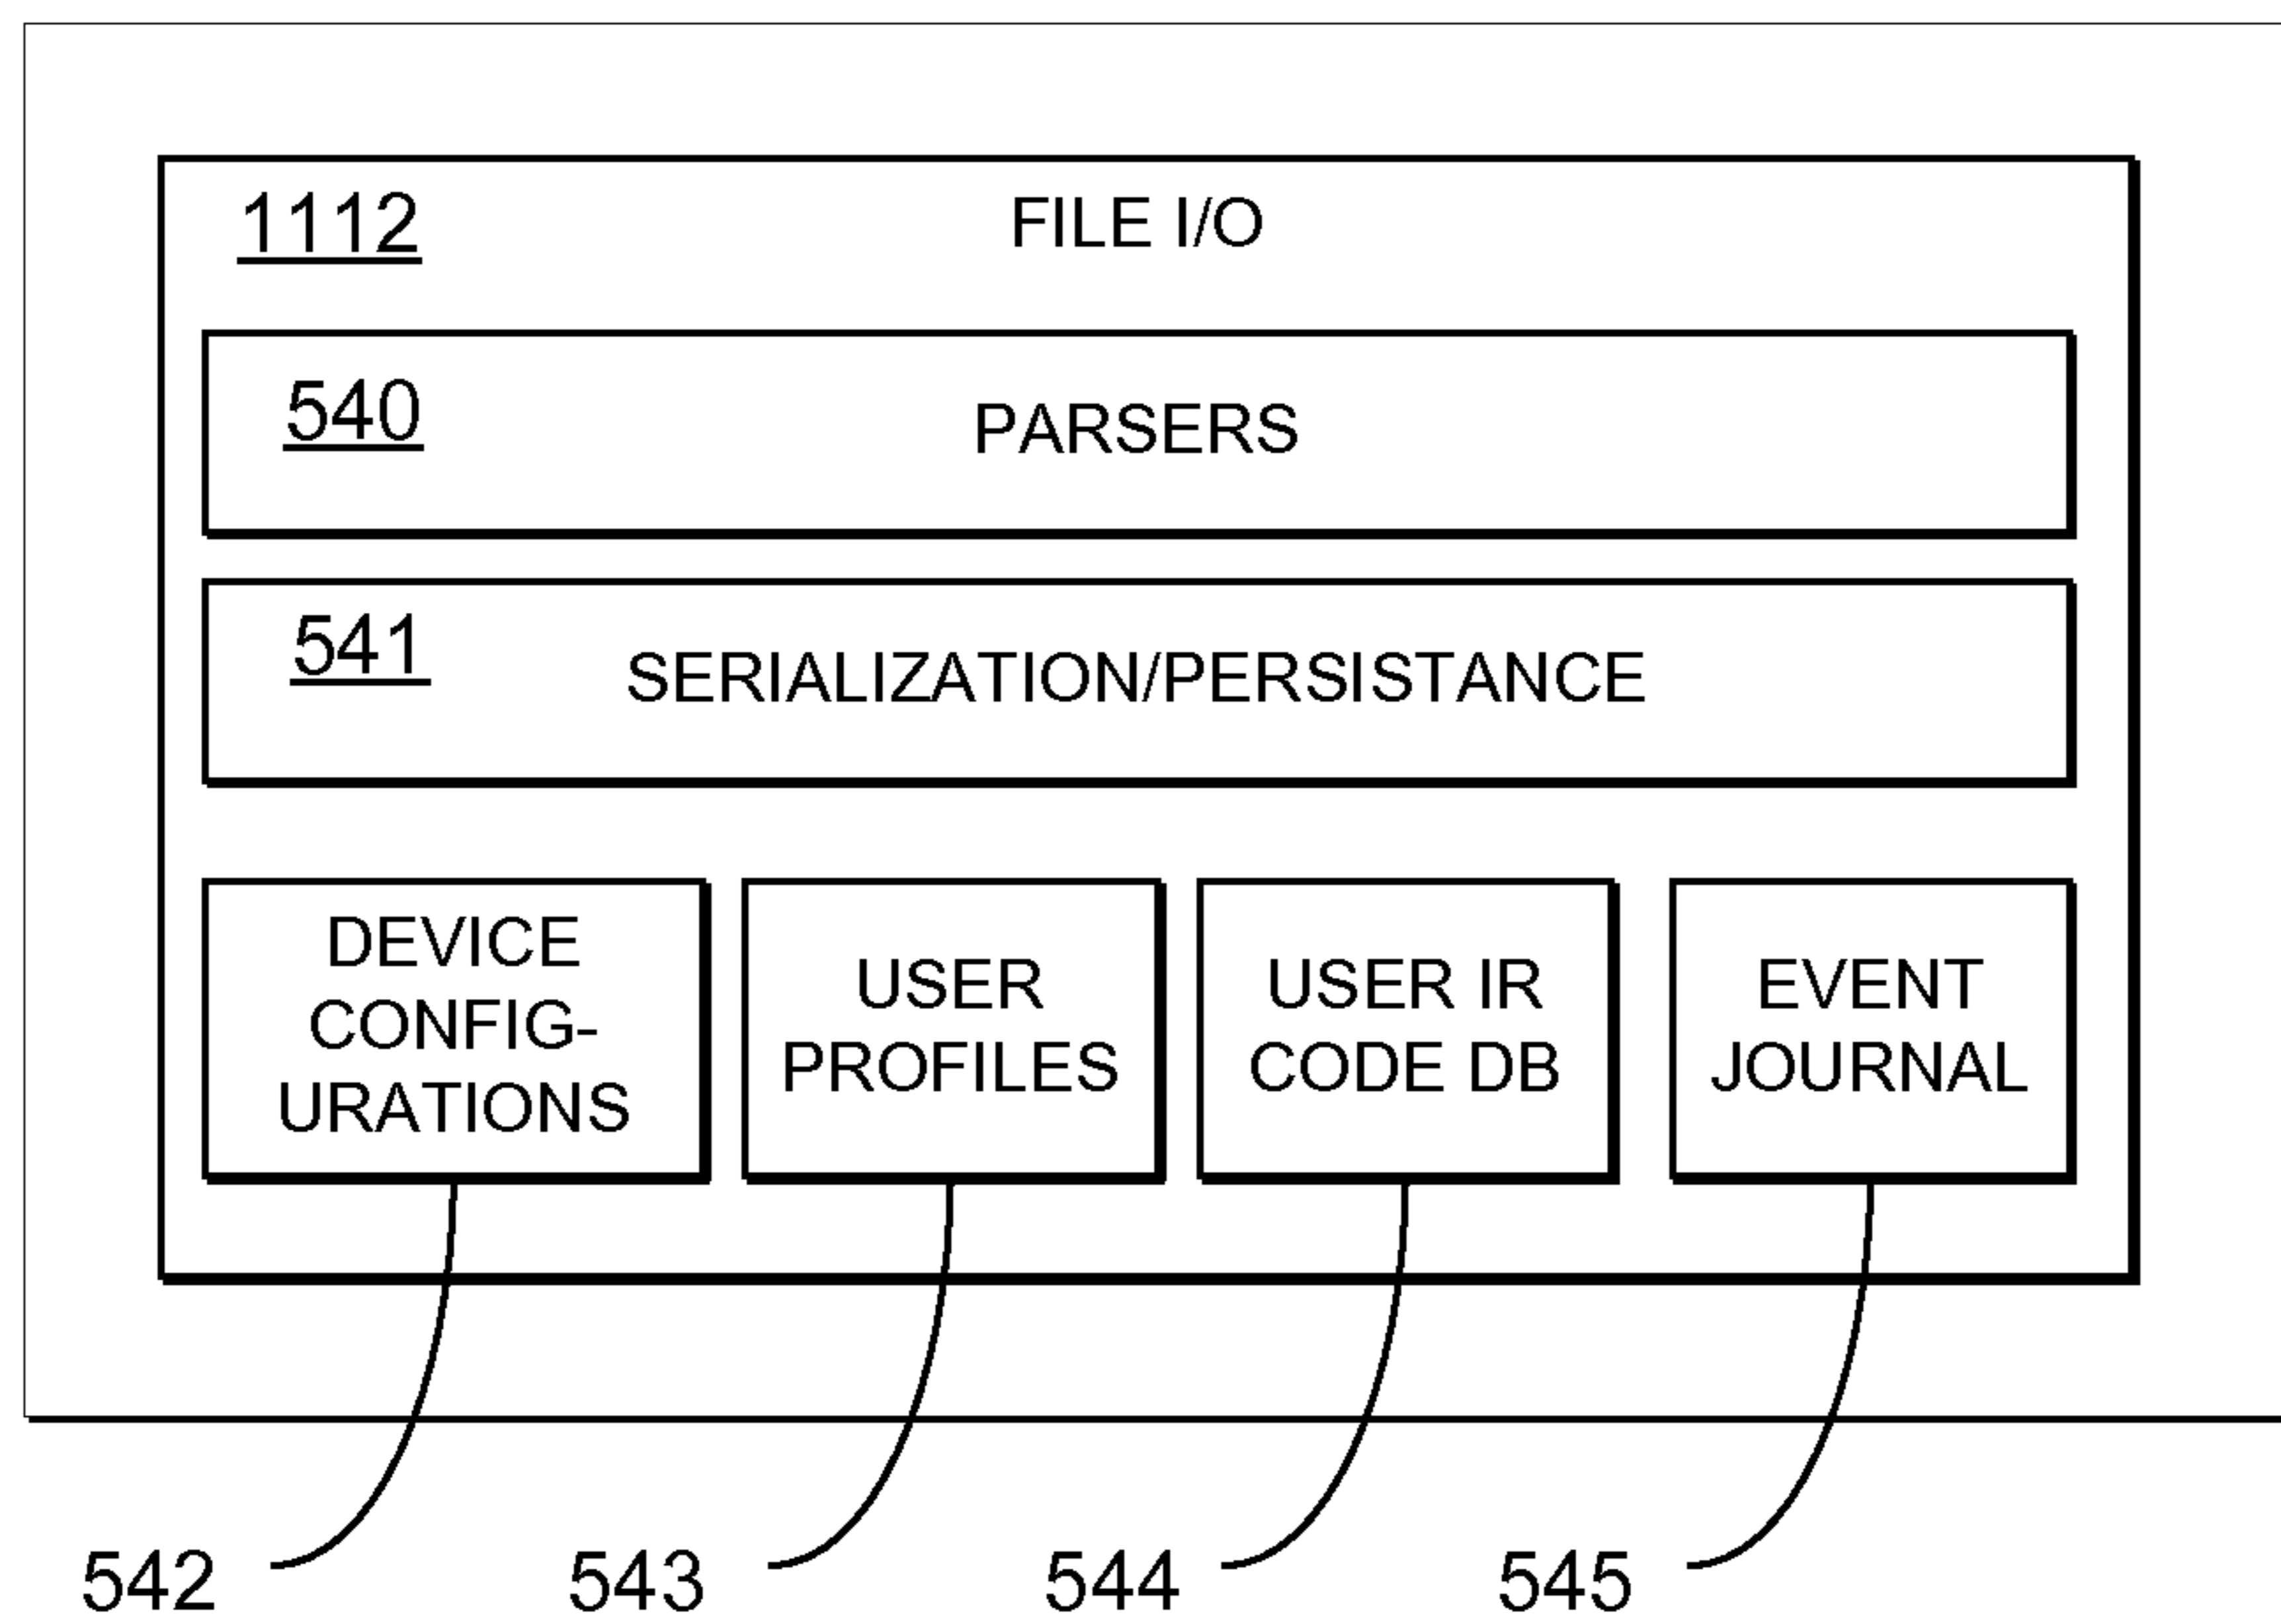 1112 FILE I/O
540 PARSERS
541 SERIALIZATION/PERSISTANCE
DEVICE
CONFIG-
URATIONS
USER
PROFILES
USER IR
CODE DB
EVENT
JOURNAL
542 543 544 545